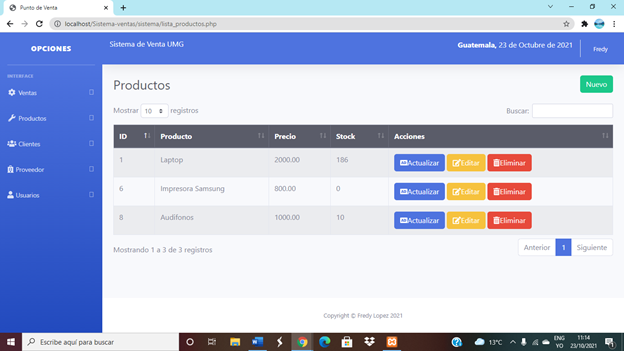 Punto de Venta
localhost/Sistema-ventas/sistema/lista_productos.php
OPCIONES
Sistema de Venta UMG
Guatemala, 23 de Octubre de 2021
Fredy
INTERFACE
Ventas
Productos
Clientes
Proveedor
Usuarios
Productos
Nuevo
Mostrar 10 registros
Buscar:
ID Producto Precio Stock Acciones
1 Laptop 2000.00 186 Actualizar Editar Eliminar
6 Impresora Samsung 800.00 0 Actualizar Editar Eliminar
8 Audifonos 1000.00 10 Actualizar Editar Eliminar
Mostrando 1 a 3 de 3 registros
Anterior 1 Siguiente
Copyright © Fredy Lopez 2021
Escribe aquí para buscar
13°C
ENG
YO
11:14
23/10/2021